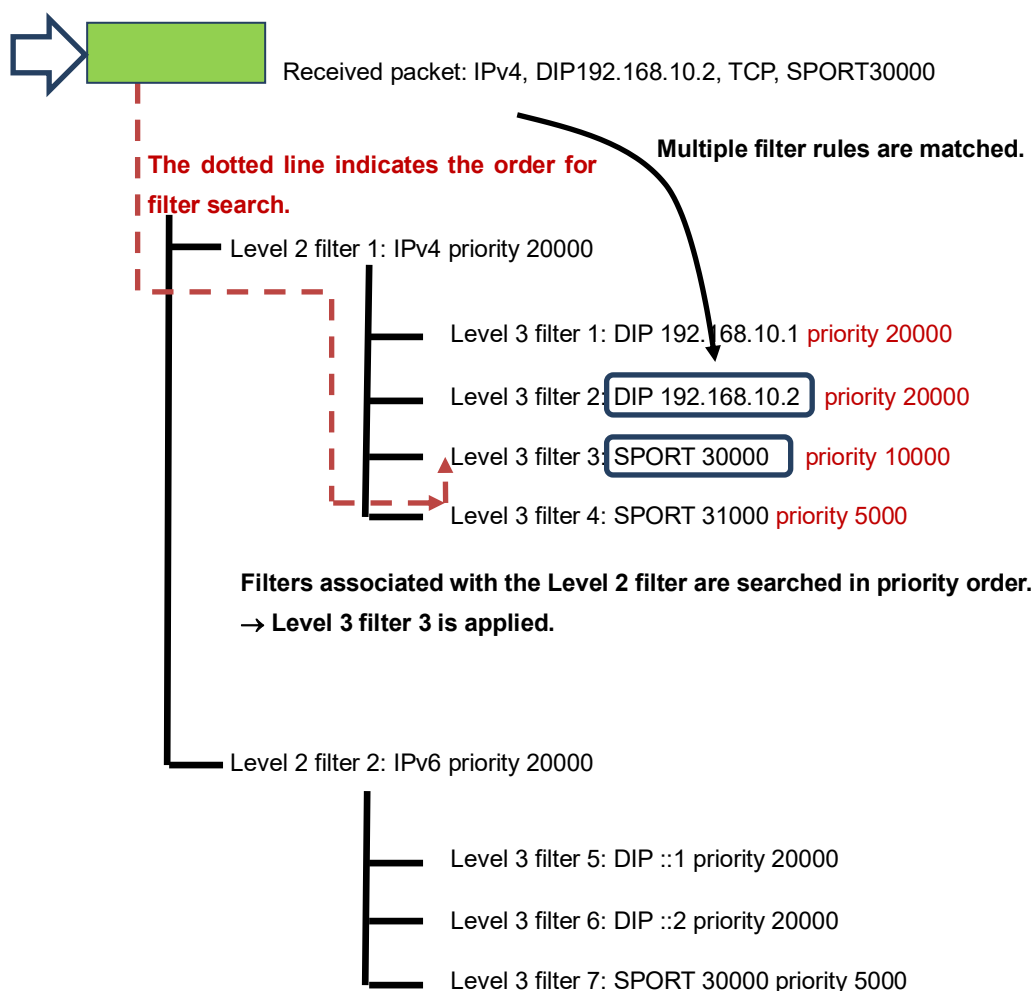 Received packet: IPv4, DIP192.168.10.2, TCP, SPORT30000
Multiple filter rules are matched.
The dotted line indicates the order for
filter search.
Level 2 filter 1: IPv4 priority 20000
Level 3 filter 1: DIP 192.168.10.1 priority 20000
Level 3 filter 2: DIP 192.168.10.2 priority 20000
Level 3 filter 3: SPORT 30000 priority 10000
Level 3 filter 4: SPORT 31000 priority 5000
Filters associated with the Level 2 filter are searched in priority order.
→ Level 3 filter 3 is applied.
Level 2 filter 2: IPv6 priority 20000
Level 3 filter 5: DIP ::1 priority 20000
Level 3 filter 6: DIP ::2 priority 20000
Level 3 filter 7: SPORT 30000 priority 5000